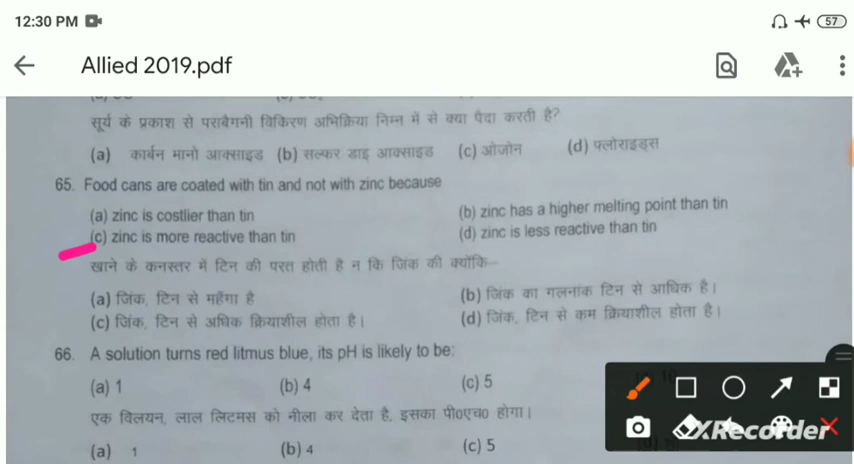 12:30 PM
57
Allied 2019.pdf
सूर्य के प्रकाश से पराबैगनी विकिरण अभिक्रिया निम्न में से क्या पैदा करती है?
(a) कार्बन मानो आक्साइड (b) सल्फर डाइ आक्साइड (c) ओजोन (d) फ्लोराइड्स
65. Food cans are coated with tin and not with zinc because
(a) zinc is costlier than tin (b) zinc has a higher melting point than tin
(c) zinc is more reactive than tin (d) zinc is less reactive than tin
खाने के कनस्तर में टिन की परत होती है न कि जिंक की क्योंकि—
(a) जिंक, टिन से महँगा है (b) जिंक का गलनांक टिन से आधिक है।
(c) जिंक, टिन से अधिक क्रियाशील होता है। (d) जिंक, टिन से कम क्रियाशील होता है।
66. A solution turns red litmus blue, its pH is likely to be:
(a) 1 (b) 4 (c) 5 10
एक विलयन, लाल लिटमस को नीला कर देता है, इसका पी0एच0 होगा।
(a) 1 (b) 4 (c) 5
XRecorder